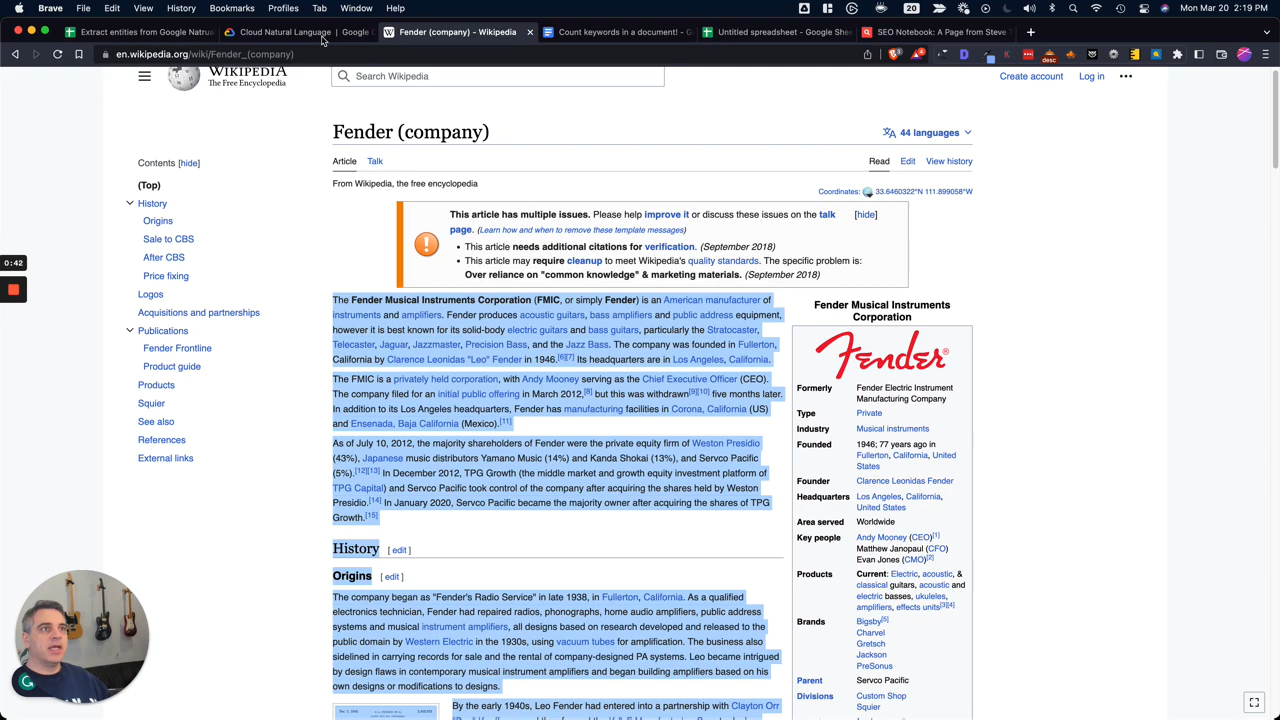 Extract entities from Google Natura
Cloud Natural Language | Google C
Fender (company) - Wikipedia
Count keywords in a document! - G
Untitled spreadsheet - Google She
SEO Notebook: A Page from Steve T
en.wikipedia.org/wiki/Fender_(company)
desc
WIKIPEDIA
The Free Encyclopedia
Search Wikipedia
Create account
Log in
Fender (company)
44 languages
Article
Talk
Read
Edit
View history
From Wikipedia, the free encyclopedia
Coordinates: 33.6460322°N 111.899058°W
Contents [hide]
(Top)
History
Origins
Sale to CBS
After CBS
Price fixing
Logos
Acquisitions and partnerships
Publications
Fender Frontline
Product guide
Products
Squier
See also
References
External links
0:42
This article has multiple issues. Please help improve it or discuss these issues on the talk
page. (Learn how and when to remove these template messages)
[hide]
• This article needs additional citations for verification. (September 2018)
• This article may require cleanup to meet Wikipedia's quality standards. The specific problem is:
Over reliance on "common knowledge" & marketing materials. (September 2018)
The Fender Musical Instruments Corporation (FMIC, or simply Fender) is an American manufacturer of
instruments and amplifiers. Fender produces acoustic guitars, bass amplifiers and public address equipment,
however it is best known for its solid-body electric guitars and bass guitars, particularly the Stratocaster,
Telecaster, Jaguar, Jazzmaster, Precision Bass, and the Jazz Bass. The company was founded in Fullerton,
California by Clarence Leonidas "Leo" Fender in 1946.[6][7] Its headquarters are in Los Angeles, California.
The FMIC is a privately held corporation, with Andy Mooney serving as the Chief Executive Officer (CEO).
The company filed for an initial public offering in March 2012,[8] but this was withdrawn[9][10] five months later.
In addition to its Los Angeles headquarters, Fender has manufacturing facilities in Corona, California (US)
and Ensenada, Baja California (Mexico).[11]
As of July 10, 2012, the majority shareholders of Fender were the private equity firm of Weston Presidio
(43%), Japanese music distributors Yamano Music (14%) and Kanda Shokai (13%), and Servco Pacific
(5%).[12][13] In December 2012, TPG Growth (the middle market and growth equity investment platform of
TPG Capital) and Servco Pacific took control of the company after acquiring the shares held by Weston
Presidio.[14] In January 2020, Servco Pacific became the majority owner after acquiring the shares of TPG
Growth.[15]
History [ edit ]
Origins [ edit ]
The company began as "Fender's Radio Service" in late 1938, in Fullerton, California. As a qualified
electronics technician, Fender had repaired radios, phonographs, home audio amplifiers, public address
systems and musical instrument amplifiers, all designs based on research developed and released to the
public domain by Western Electric in the 1930s, using vacuum tubes for amplification. The business also
sidelined in carrying records for sale and the rental of company-designed PA systems. Leo became intrigued
by design flaws in contemporary musical instrument amplifiers and began building amplifiers based on his
own designs or modifications to designs.
By the early 1940s, Leo Fender had entered into a partnership with Clayton Orr
Fender Musical Instruments
Corporation
Fender®
Formerly Fender Electric Instrument
Manufacturing Company
Type Private
Industry Musical instruments
Founded 1946; 77 years ago in
Fullerton, California, United
States
Founder Clarence Leonidas Fender
Headquarters Los Angeles, California,
United States
Area served Worldwide
Key people Andy Mooney (CEO)[1]
Matthew Janopaul (CFO)
Evan Jones (CMO)[2]
Products Current: Electric, acoustic, &
classical guitars, acoustic and
electric basses, ukuleles,
amplifiers, effects units[3][4]
Brands Bigsby[5]
Charvel
Gretsch
Jackson
PreSonus
Parent Servco Pacific
Divisions Custom Shop
Squier